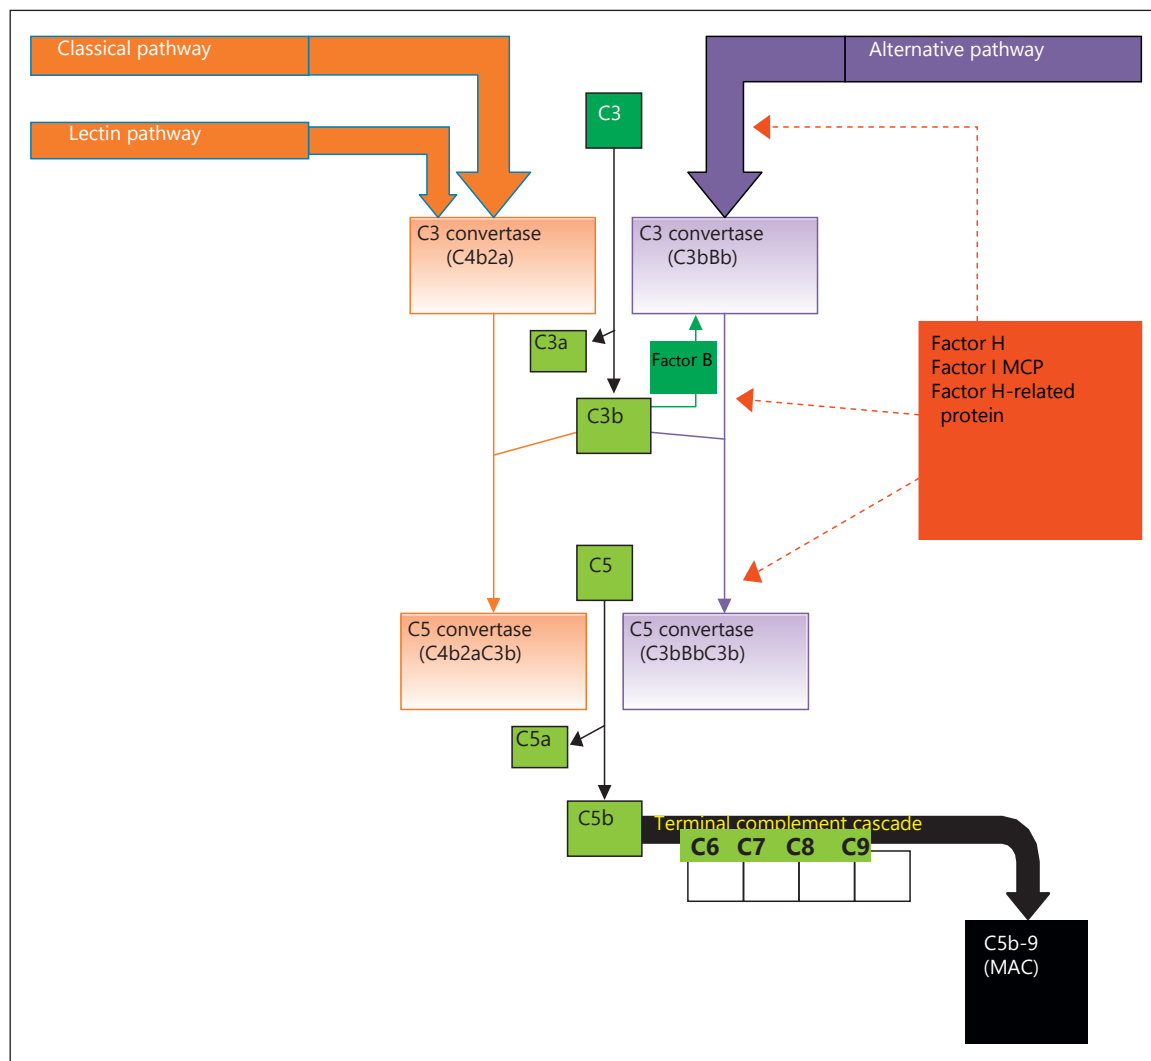 Classical pathway
Alternative pathway
Lectin pathway
C3
C3 convertase
(C4b2a)
C3 convertase
(C3bBb)
C3a
Factor B
Factor H
Factor I MCP
Factor H-related
protein
C3b
C5
C5 convertase
(C4b2aC3b)
C5 convertase
(C3bBbC3b)
C5a
C5b
Terminal complement cascade
C6 C7 C8 C9
C5b-9
(MAC)